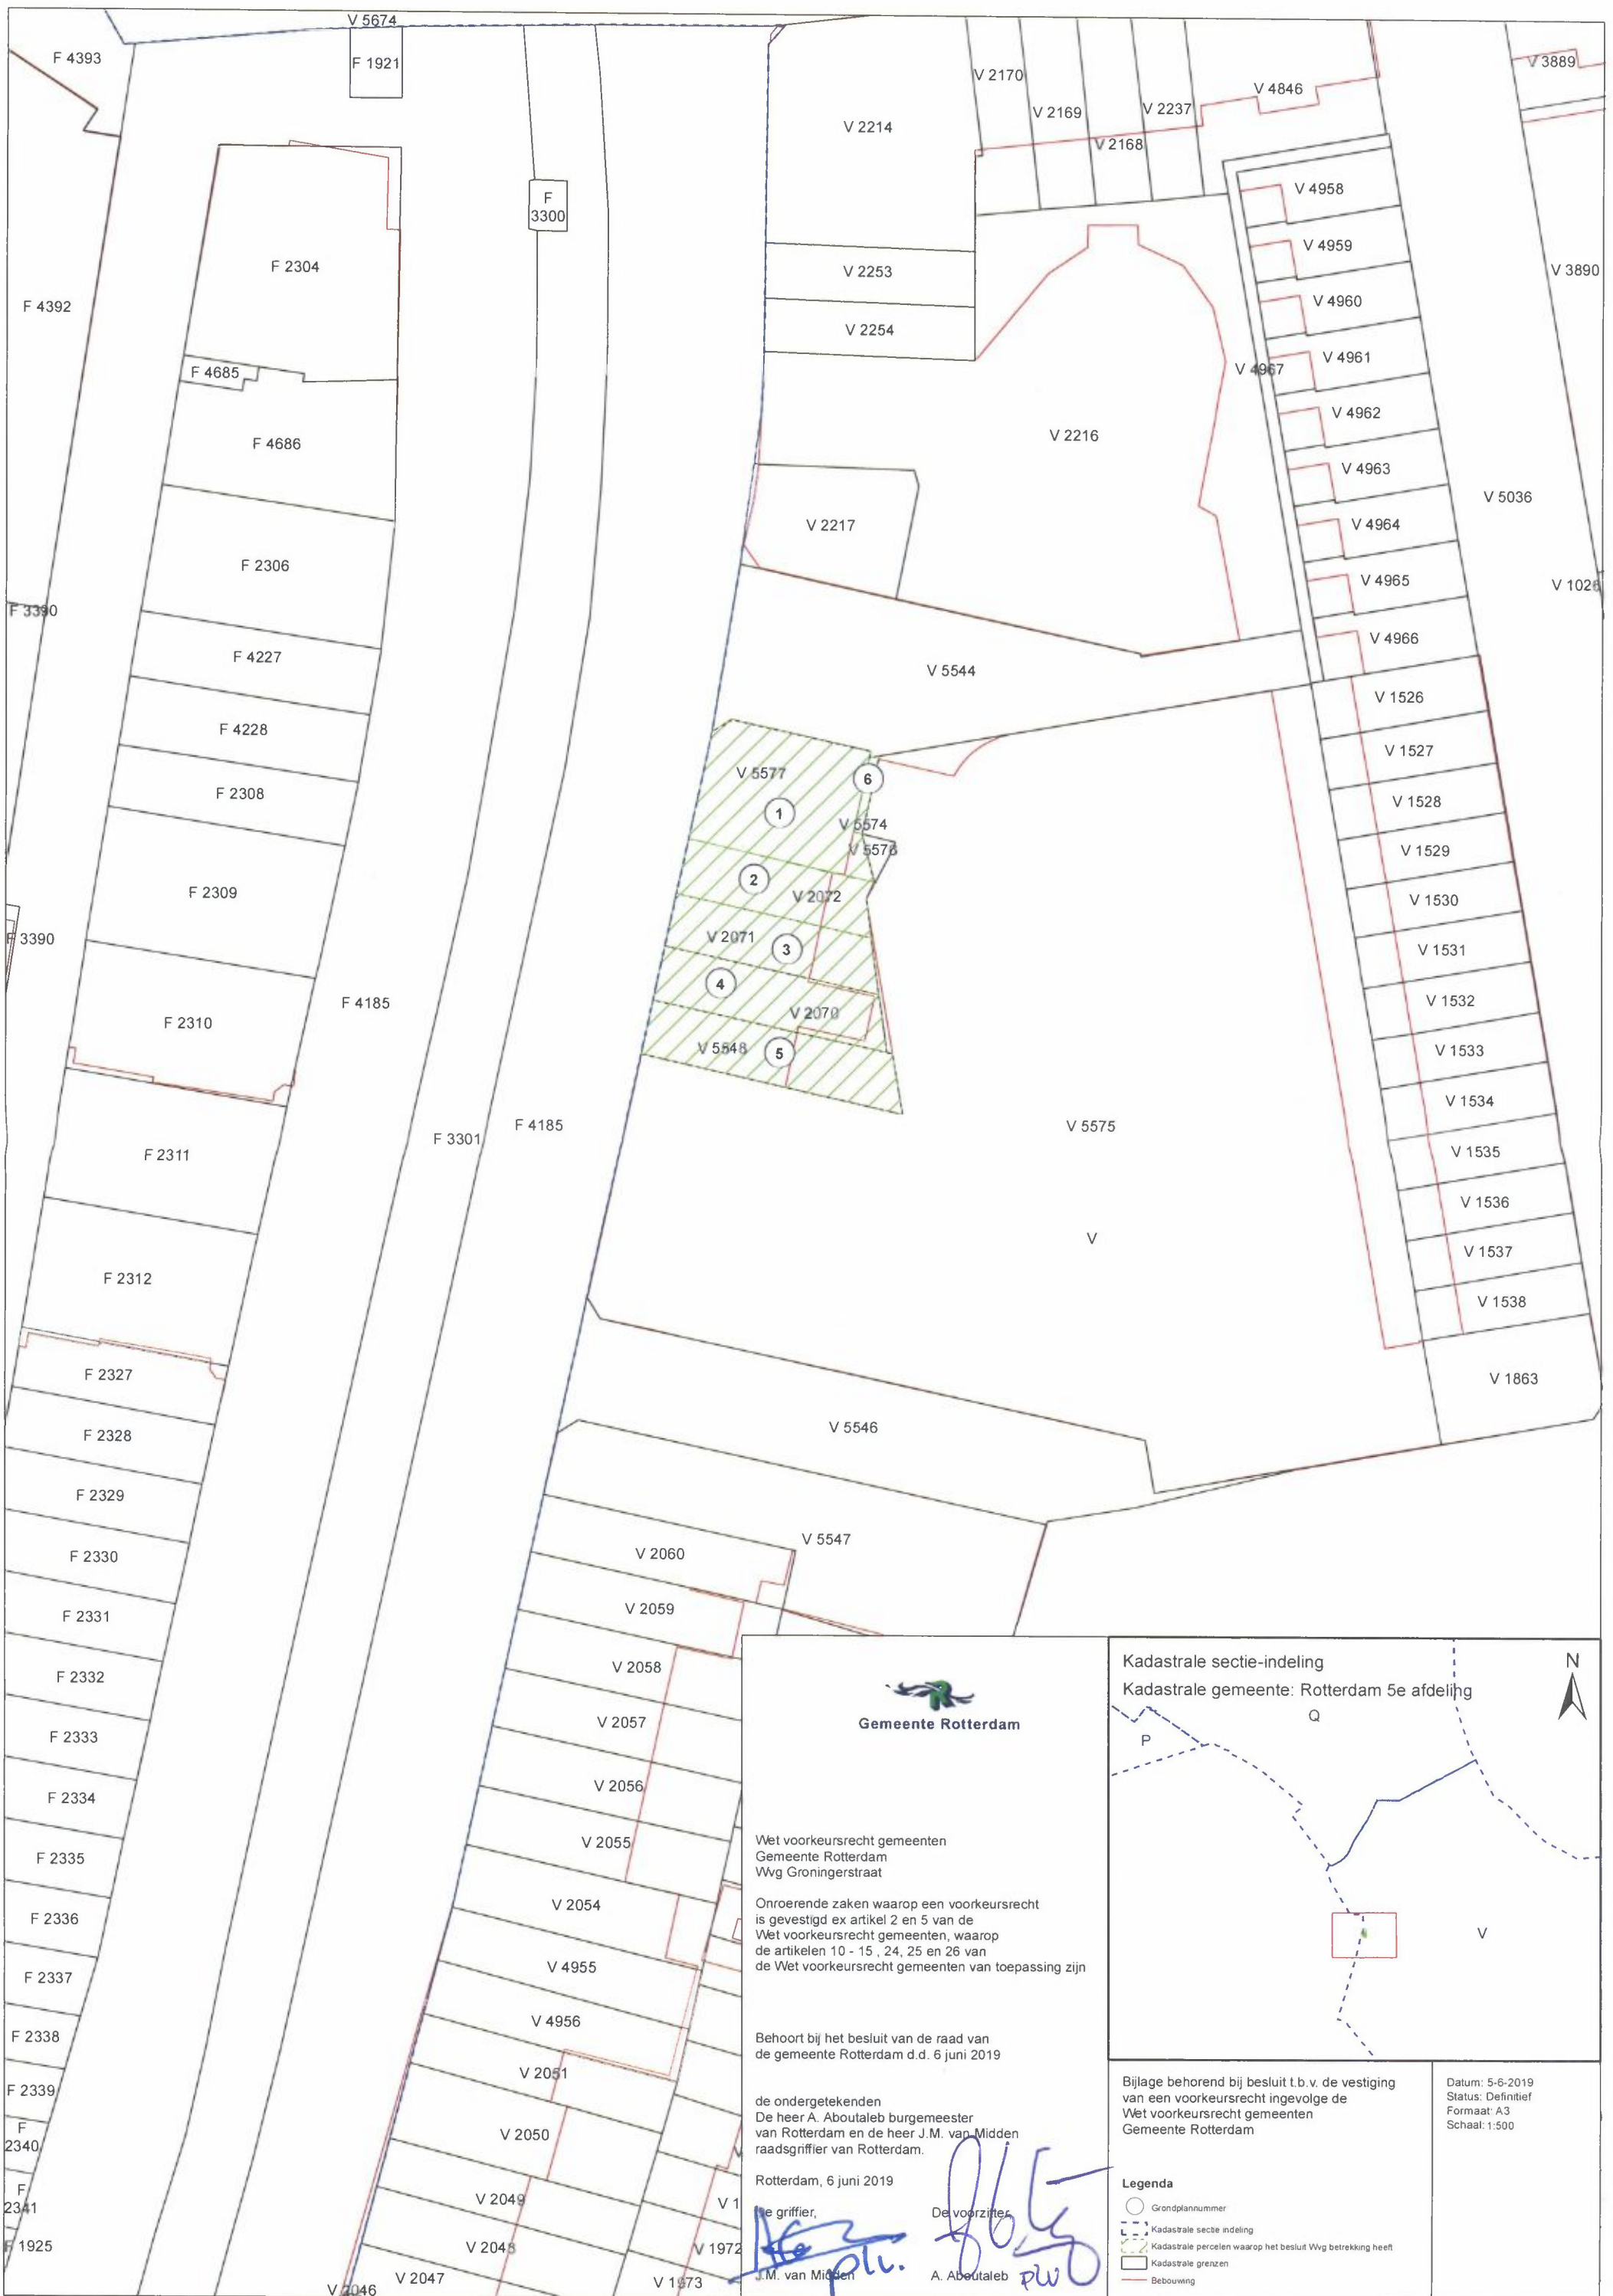 V 5674
F 4393
F 1921
V 2170
V 2169
V 2168
V 2237
V 4846
V 3889
V 2214
F
3300
V 4958
V 4959
V 3890
F 2304
V 2253
V 4960
F 4392
V 2254
V 4961
V 4967
F 4685
V 4962
F 4686
V 2216
V 4963
V 5036
V 2217
V 4964
F 2306
V 4965
V 1026
F 3390
V 4966
F 4227
V 5544
V 1526
F 4228
V 1527
V 5577
6
F 2308
V 1528
1
V 5574
V 5576
V 1529
2
F 2309
V 2072
V 1530
F 3390
V 2071
3
V 1531
4
F 4185
V 1532
F 2310
V 2070
V 5548
5
V 1533
V 1534
F 3301
F 4185
V 5575
F 2311
V 1535
V 1536
V
V 1537
F 2312
V 1538
F 2327
V 1863
V 5546
F 2328
F 2329
V 5547
F 2330
V 2060
F 2331
V 2059
F 2332
V 2058
F 2333
V 2057
F 2334
V 2056
F 2335
V 2055
F 2336
V 2054
F 2337
V 4955
F 2338
V 4956
F 2339
V 2051
F
2340
V 2050
F
2341
V 2049
F 1925
V 2048
V 2047
V 2046
V 1
V 1972
V 1973
Gemeente Rotterdam
Wet voorkeursrecht gemeenten
Gemeente Rotterdam
Wvg Groningerstraat
Onroerende zaken waarop een voorkeursrecht
is gevestigd ex artikel 2 en 5 van de
Wet voorkeursrecht gemeenten, waarop
de artikelen 10 - 15 , 24, 25 en 26 van
de Wet voorkeursrecht gemeenten van toepassing zijn
Behoort bij het besluit van de raad van
de gemeente Rotterdam d.d. 6 juni 2019
de ondergetekenden
De heer A. Aboutaleb burgemeester
van Rotterdam en de heer J.M. van Midden
raadsgriffier van Rotterdam.
Rotterdam, 6 juni 2019
De griffier,
De voorzitter,
plv.
plv
J.M. van Midden
A. Aboutaleb
Kadastrale sectie-indeling
Kadastrale gemeente: Rotterdam 5e afdeling
N
Q
P
V
Bijlage behorend bij besluit t.b.v. de vestiging
van een voorkeursrecht ingevolge de
Wet voorkeursrecht gemeenten
Gemeente Rotterdam
Datum: 5-6-2019
Status: Definitief
Formaat: A3
Schaal: 1:500
Legenda
Grondplannummer
Kadastrale sectie indeling
Kadastrale percelen waarop het besluit Wvg betrekking heeft
Kadastrale grenzen
Bebouwing